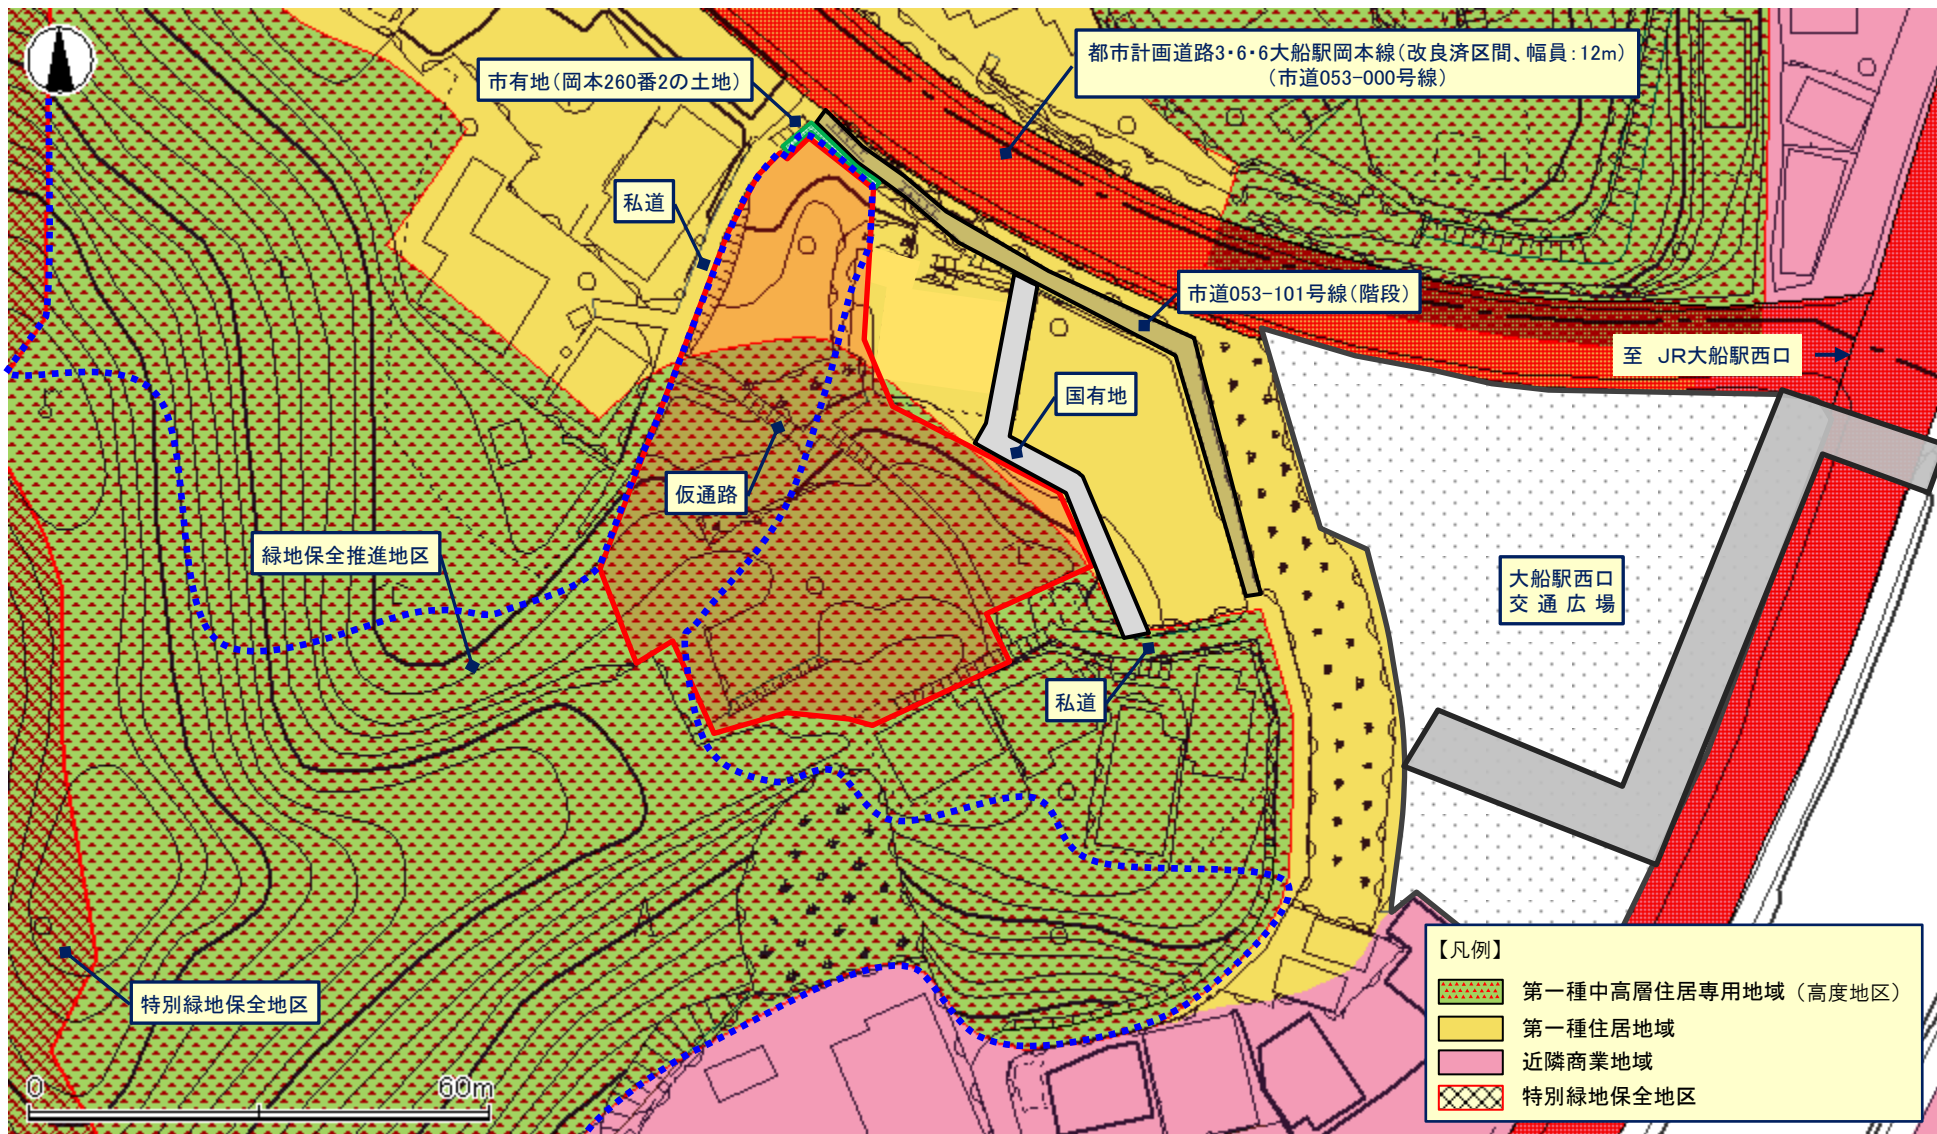 都市計画道路3・6・6大船駅岡本線(改良済区間、幅員:12m)
(市道053-000号線)
市有地(岡本260番2の土地)
私道
市道053-101号線(階段)
至 JR大船駅西口
国有地
仮通路
緑地保全推進地区
大船駅西口
交通広場
私道
特別緑地保全地区
【凡例】
第一種中高層住居専用地域(高度地区)
第一種住居地域
近隣商業地域
特別緑地保全地区
0 60m